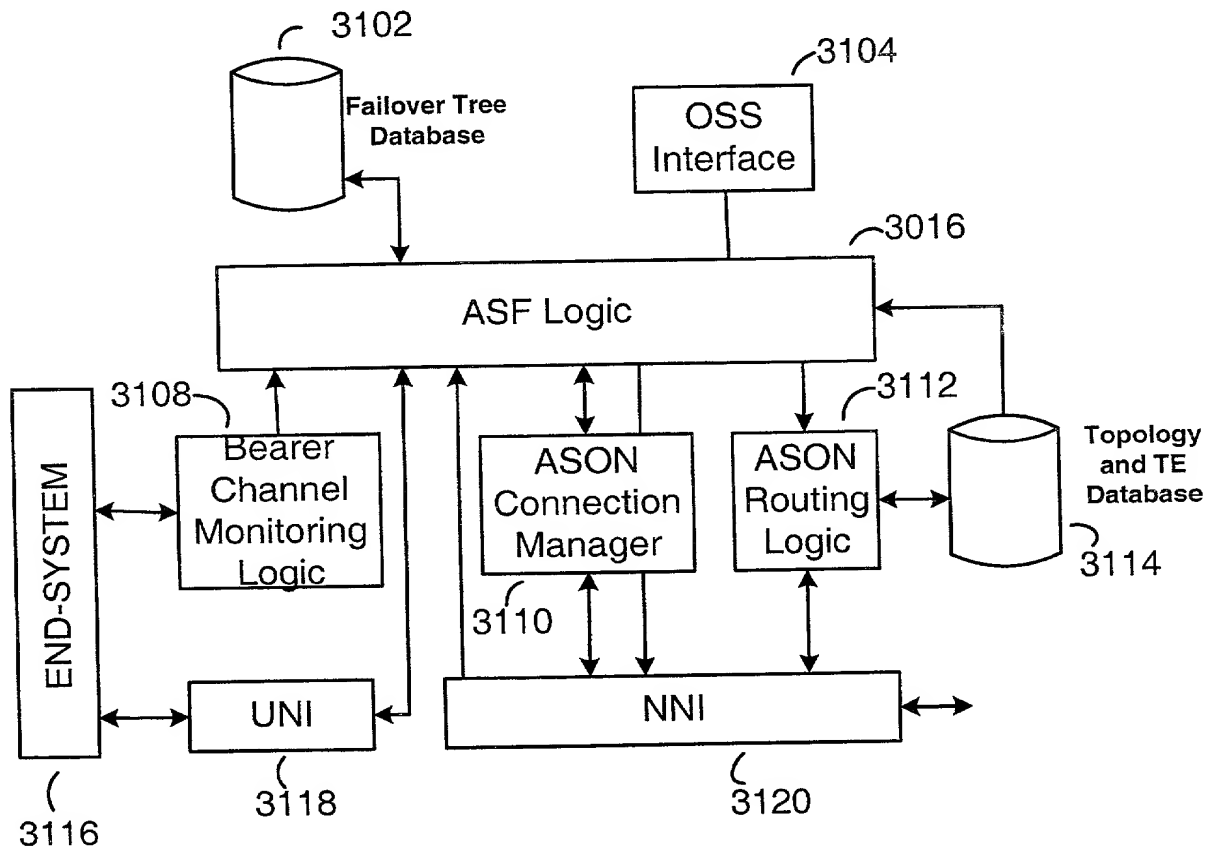 3102
Failover Tree
Database
3104
OSS
Interface
3016
ASF Logic
3108
Bearer
Channel
Monitoring
Logic
ASON
Connection
Manager
3110
3112
ASON
Routing
Logic
Topology
and TE
Database
3114
END-SYSTEM
3116
UNI
3118
NNI
3120